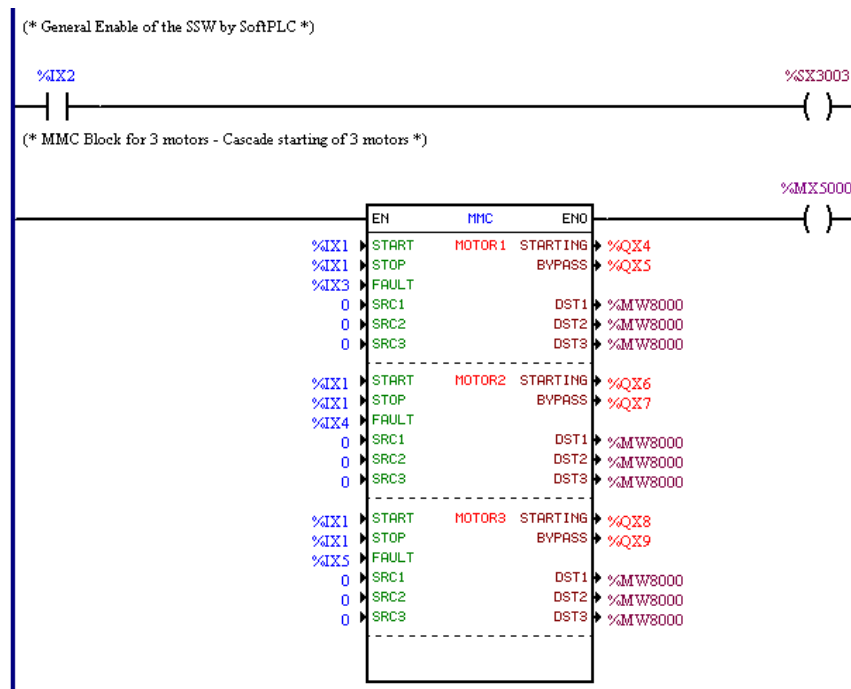 (* General Enable of the SSW by SoftPLC *)
%IX2 %SX3003
(* MMC Block for 3 motors - Cascade starting of 3 motors *)
%MX5000
EN MMC ENO
%IX1 START MOTOR1 STARTING %QX4
%IX1 STOP BYPASS %QX5
%IX3 FAULT
0 SRC1 DST1 %MW8000
0 SRC2 DST2 %MW8000
0 SRC3 DST3 %MW8000
%IX1 START MOTOR2 STARTING %QX6
%IX1 STOP BYPASS %QX7
%IX4 FAULT
0 SRC1 DST1 %MW8000
0 SRC2 DST2 %MW8000
0 SRC3 DST3 %MW8000
%IX1 START MOTOR3 STARTING %QX8
%IX1 STOP BYPASS %QX9
%IX5 FAULT
0 SRC1 DST1 %MW8000
0 SRC2 DST2 %MW8000
0 SRC3 DST3 %MW8000